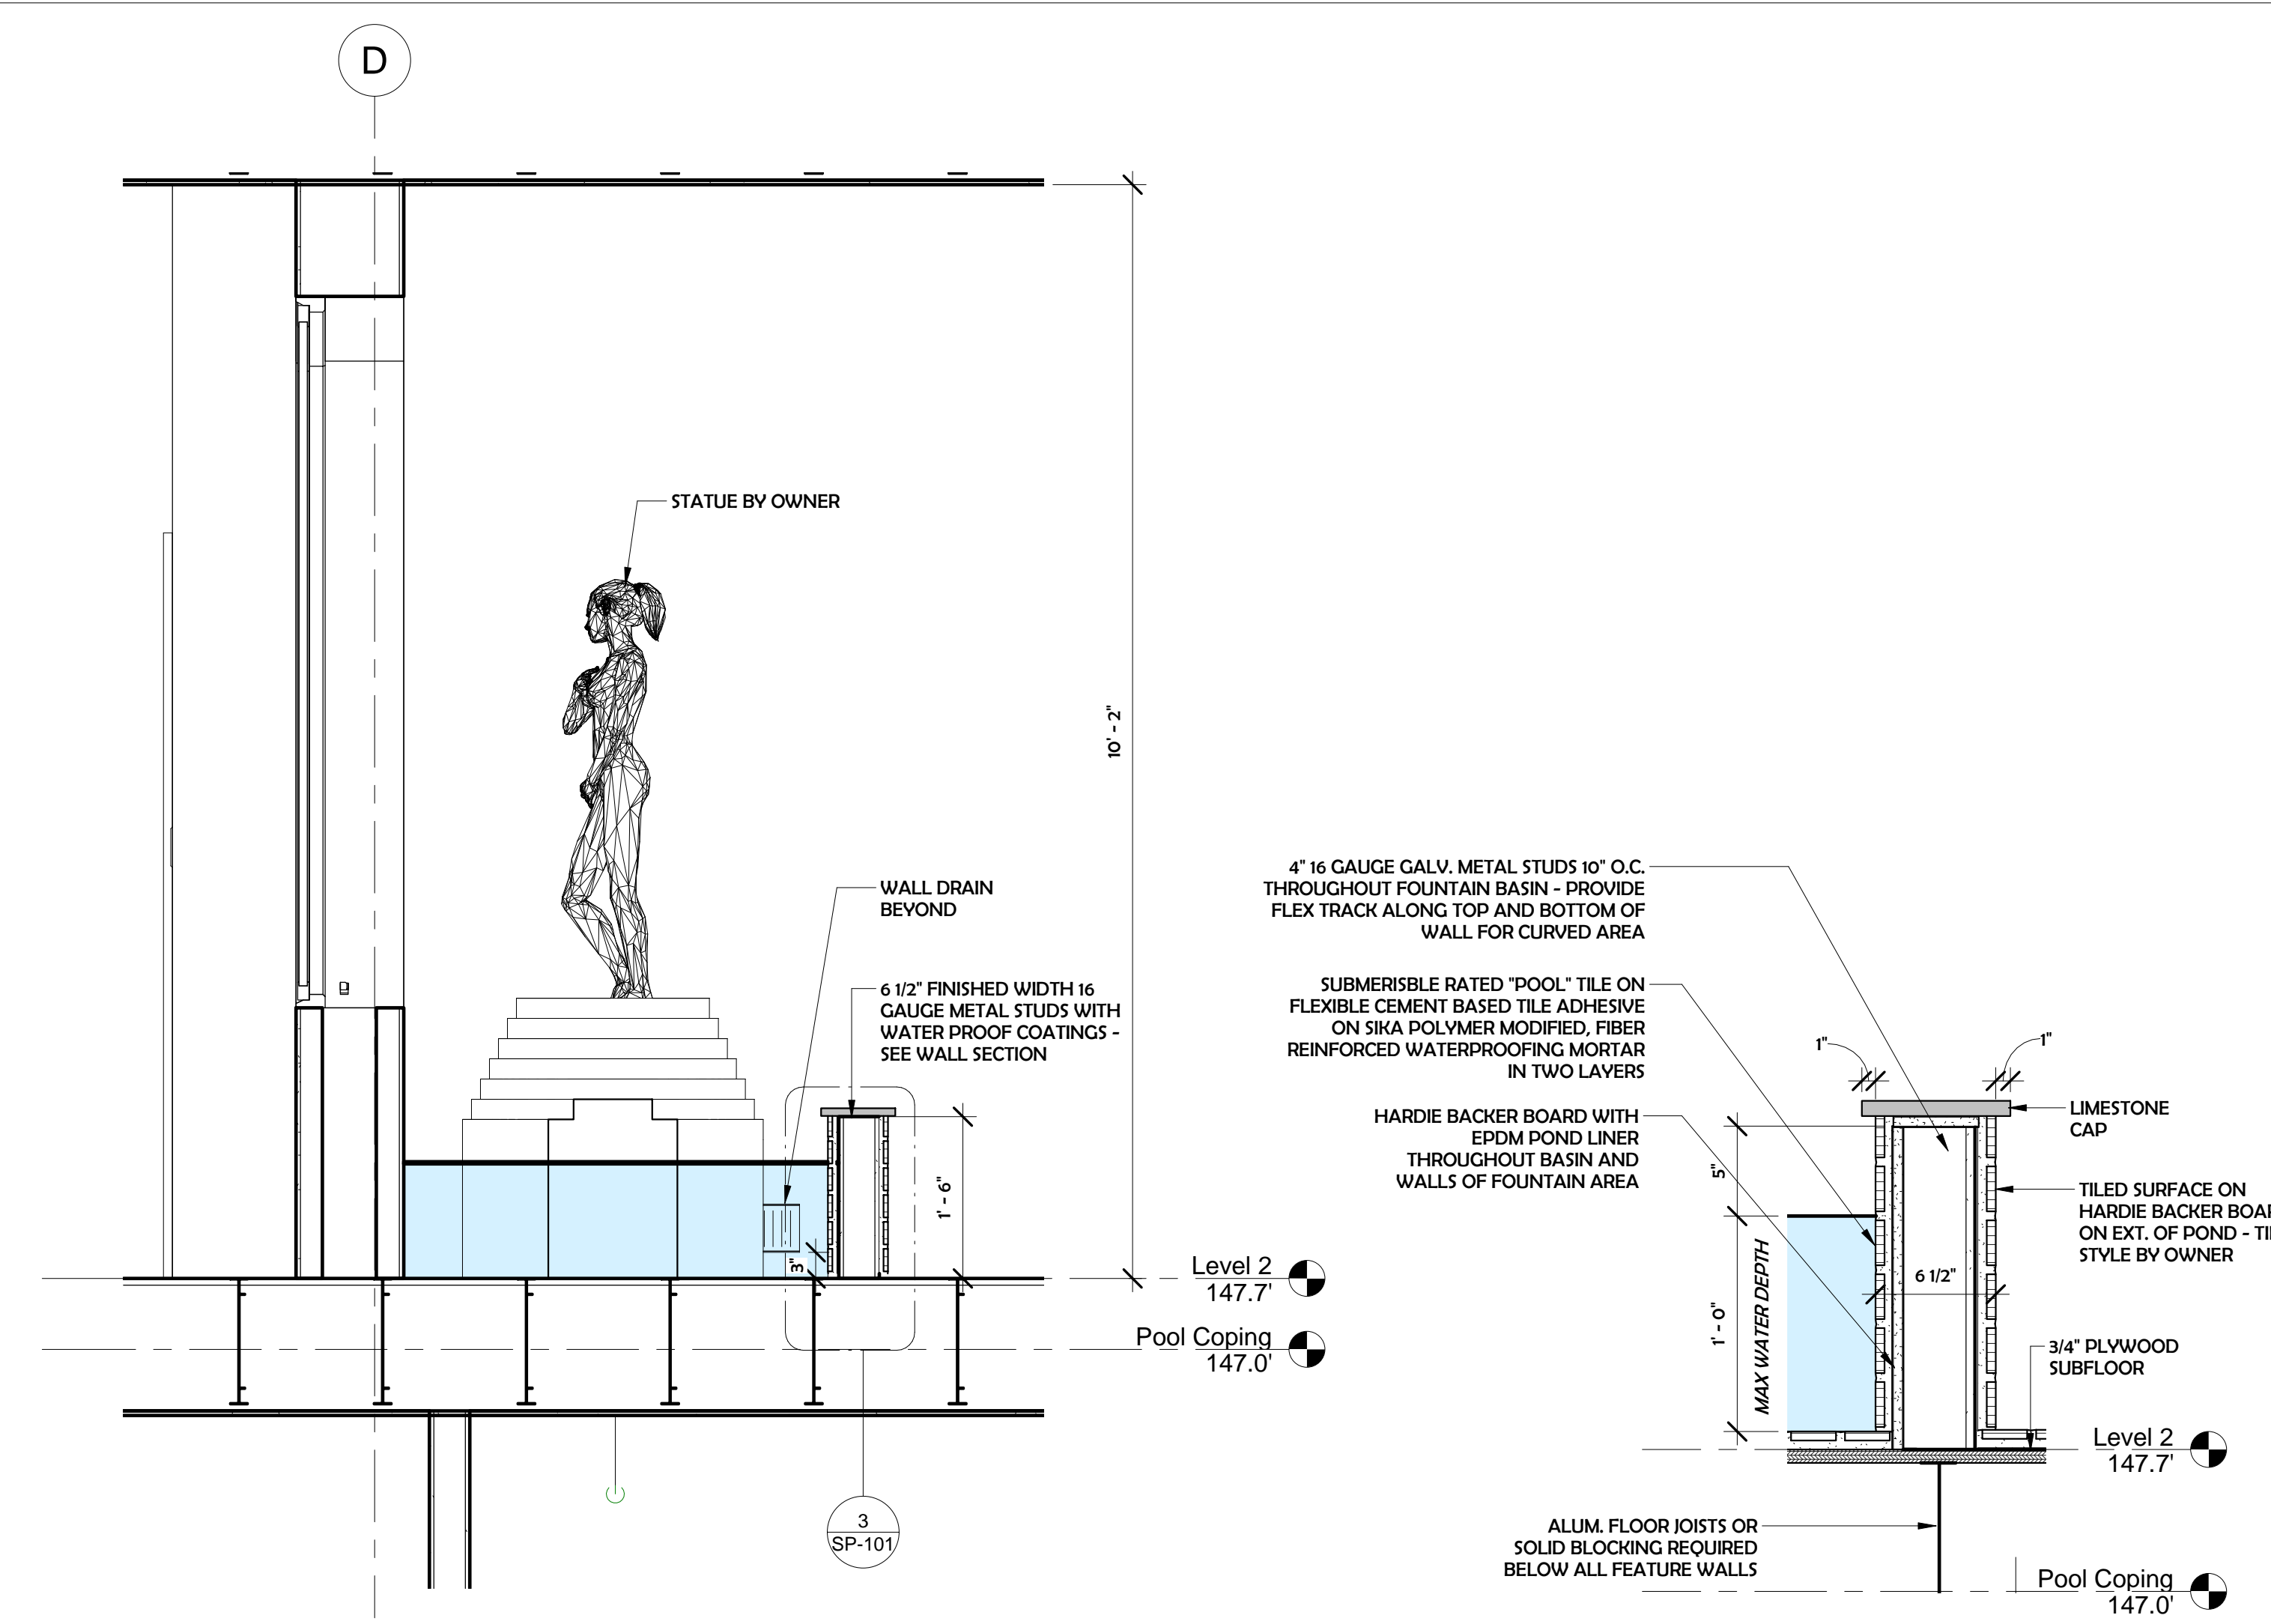 D
STATUE BY OWNER
10' - 2"
WALL DRAIN
BEYOND
6 1/2" FINISHED WIDTH 16
GAUGE METAL STUDS WITH
WATER PROOF COATINGS -
SEE WALL SECTION
1' - 6"
3"
Level 2
147.7'
Pool Coping
147.0'
3
SP-101
4" 16 GAUGE GALV. METAL STUDS 10" O.C.
THROUGHOUT FOUNTAIN BASIN - PROVIDE
FLEX TRACK ALONG TOP AND BOTTOM OF
WALL FOR CURVED AREA
SUBMERISBLE RATED "POOL" TILE ON
FLEXIBLE CEMENT BASED TILE ADHESIVE
ON SIKA POLYMER MODIFIED, FIBER
REINFORCED WATERPROOFING MORTAR
IN TWO LAYERS
HARDIE BACKER BOARD WITH
EPDM POND LINER
THROUGHOUT BASIN AND
WALLS OF FOUNTAIN AREA
1"
1"
LIMESTONE
CAP
5"
TILED SURFACE ON
HARDIE BACKER BOAR
ON EXT. OF POND - TI
STYLE BY OWNER
6 1/2"
1' - 0"
MAX WATER DEPTH
3/4" PLYWOOD
SUBFLOOR
Level 2
147.7'
ALUM. FLOOR JOISTS OR
SOLID BLOCKING REQUIRED
BELOW ALL FEATURE WALLS
Pool Coping
147.0'